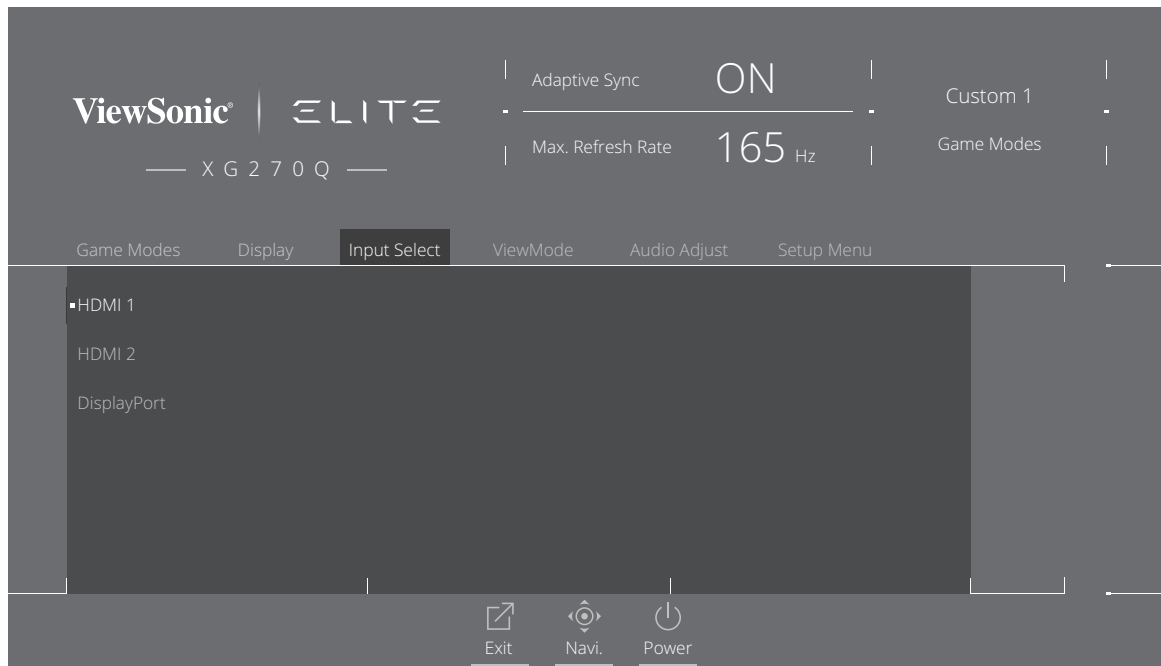 ViewSonic® ELITE
XG270Q
Adaptive Sync ON
Max. Refresh Rate 165 Hz
Custom 1
Game Modes
Game Modes Display Input Select ViewMode Audio Adjust Setup Menu
HDMI 1
HDMI 2
DisplayPort
Exit Navi. Power